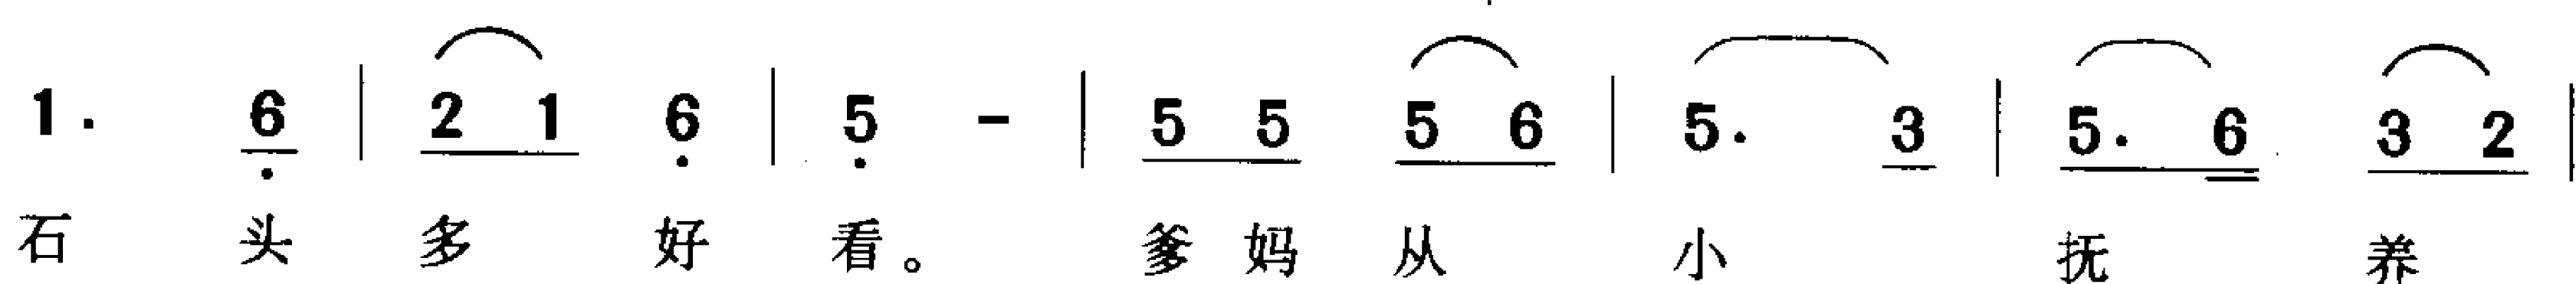 1. 6 | 2 1 6 | 5 - | 5 5 5 6 | 5. 3 | 5. 6 3 2 |
石 头 多 好 看。 爹 妈 从 小 抚 养